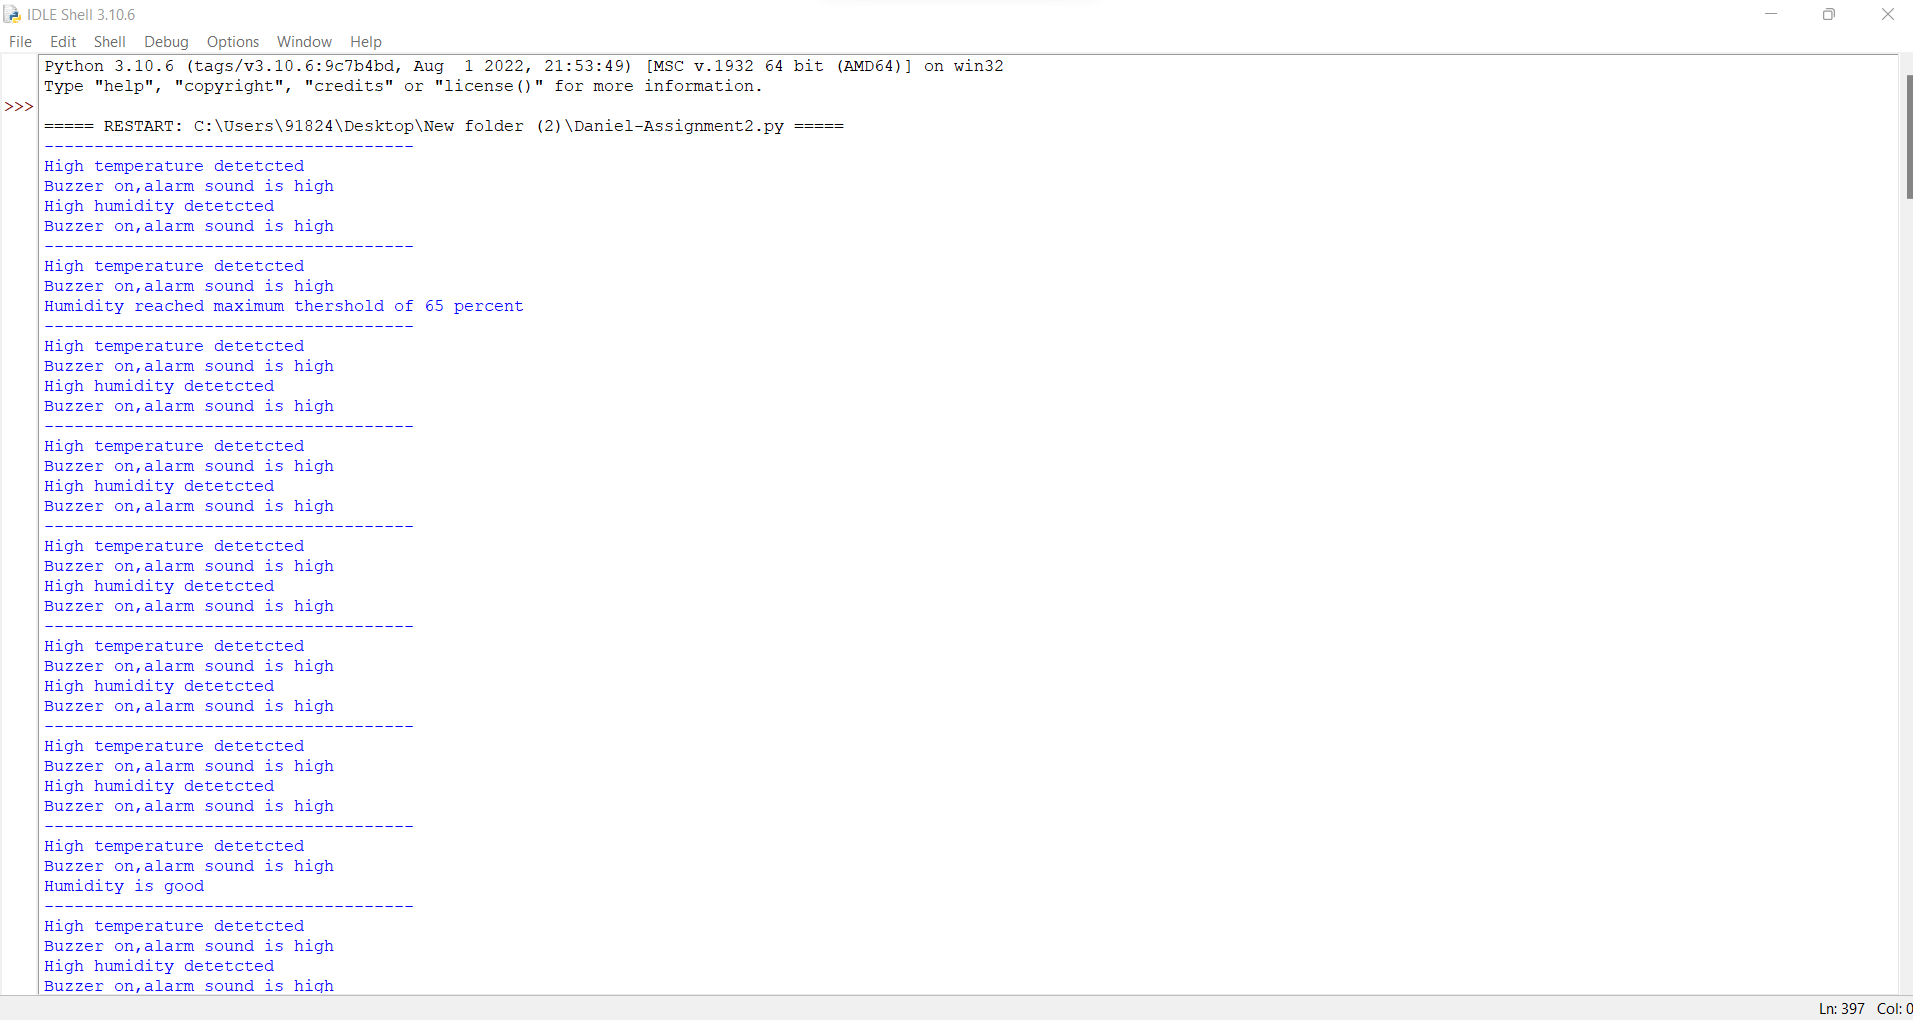 IDLE Shell 3.10.6
File Edit Shell Debug Options Window Help
Python 3.10.6 (tags/v3.10.6:9c7b4bd, Aug  1 2022, 21:53:49) [MSC v.1932 64 bit (AMD64)] on win32
Type "help", "copyright", "credits" or "license()" for more information.
>>>
===== RESTART: C:\Users\91824\Desktop\New folder (2)\Daniel-Assignment2.py =====
-------------------------------------
High temperature detetcted
Buzzer on,alarm sound is high
High humidity detetcted
Buzzer on,alarm sound is high
-------------------------------------
High temperature detetcted
Buzzer on,alarm sound is high
Humidity reached maximum thershold of 65 percent
-------------------------------------
High temperature detetcted
Buzzer on,alarm sound is high
High humidity detetcted
Buzzer on,alarm sound is high
-------------------------------------
High temperature detetcted
Buzzer on,alarm sound is high
High humidity detetcted
Buzzer on,alarm sound is high
-------------------------------------
High temperature detetcted
Buzzer on,alarm sound is high
High humidity detetcted
Buzzer on,alarm sound is high
-------------------------------------
High temperature detetcted
Buzzer on,alarm sound is high
High humidity detetcted
Buzzer on,alarm sound is high
-------------------------------------
High temperature detetcted
Buzzer on,alarm sound is high
High humidity detetcted
Buzzer on,alarm sound is high
-------------------------------------
High temperature detetcted
Buzzer on,alarm sound is high
Humidity is good
-------------------------------------
High temperature detetcted
Buzzer on,alarm sound is high
High humidity detetcted
Buzzer on,alarm sound is high
Ln: 397 Col: 0